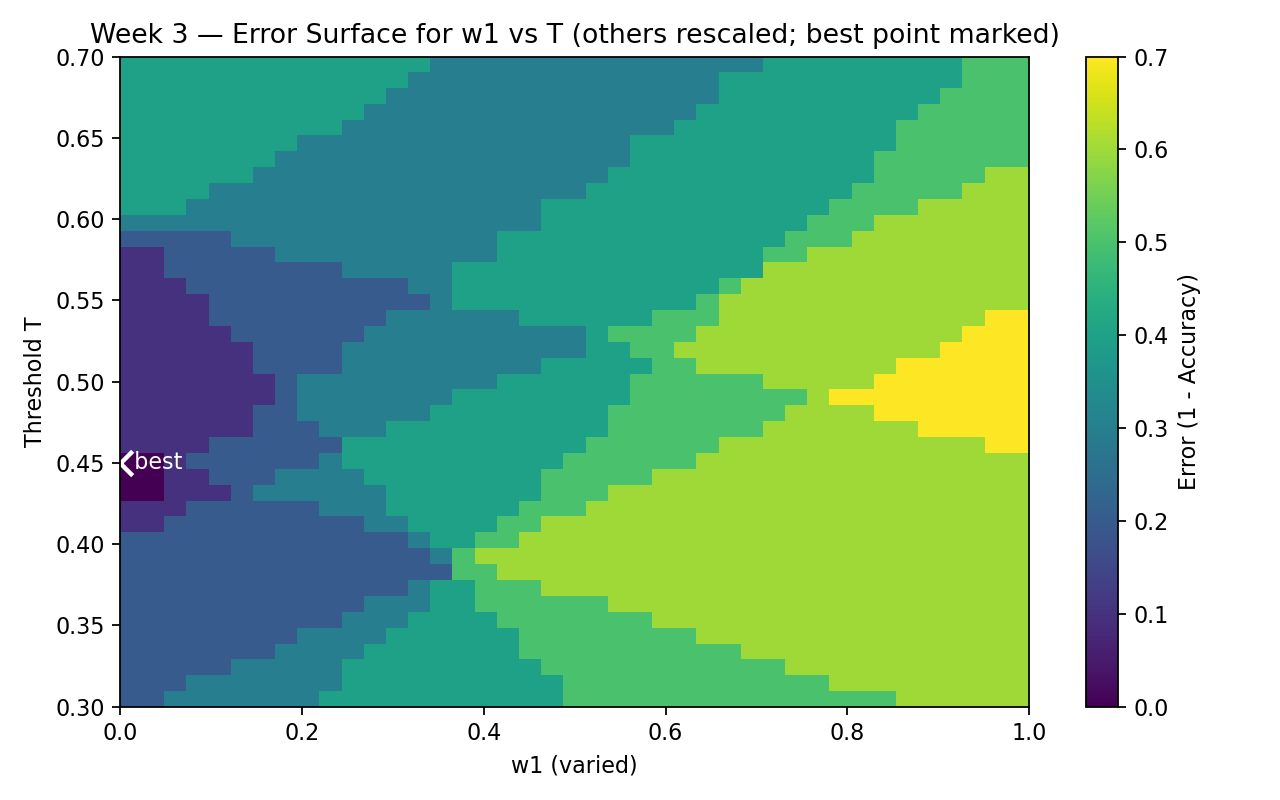 Week 3 — Error Surface for w1 vs T (others rescaled; best point marked)
Threshold T
0.70
0.65
0.60
0.55
0.50
0.45
0.40
0.35
0.30
best
0.0 0.2 0.4 0.6 0.8 1.0
w1 (varied)
0.7
0.6
0.5
0.4
0.3
0.2
0.1
0.0
Error (1 - Accuracy)